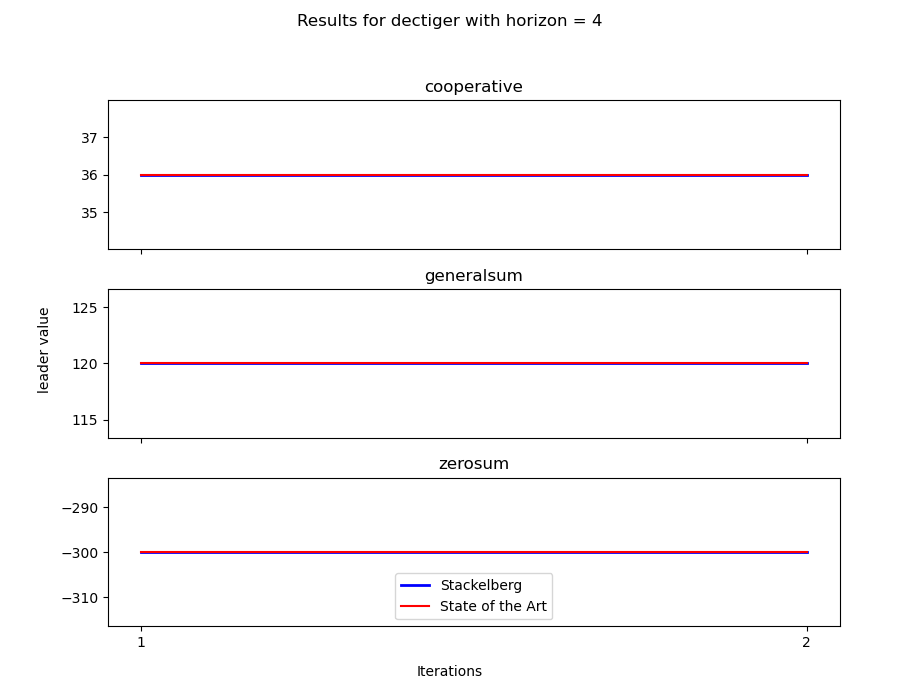 Results for dectiger with horizon = 4
cooperative
37
36
35
generalsum
125
120
115
leader value
zerosum
−290
−300
−310
Stackelberg
State of the Art
1
2
Iterations